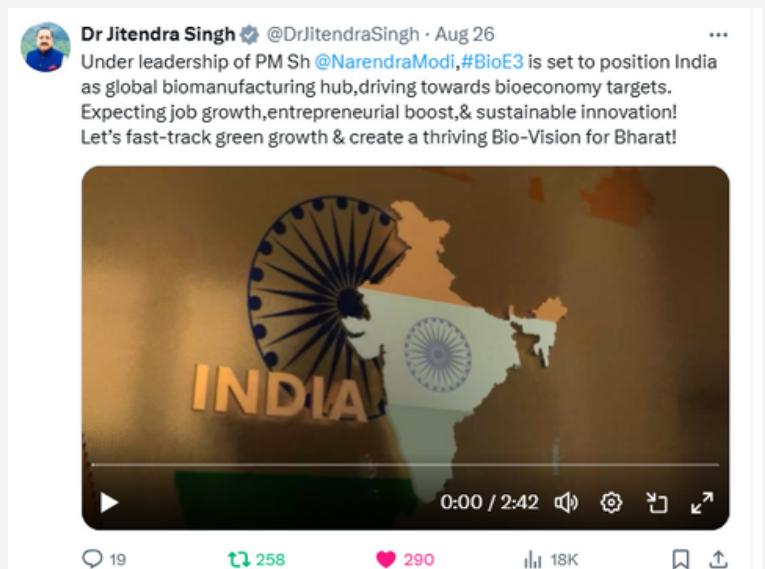 Dr Jitendra Singh @DrJitendraSingh · Aug 26
Under leadership of PM Sh @NarendraModi,#BioE3 is set to position India
as global biomanufacturing hub,driving towards bioeconomy targets.
Expecting job growth,entrepreneurial boost,& sustainable innovation!
Let’s fast-track green growth & create a thriving Bio-Vision for Bharat!
INDIA
0:00 / 2:42
19 258 290 18K